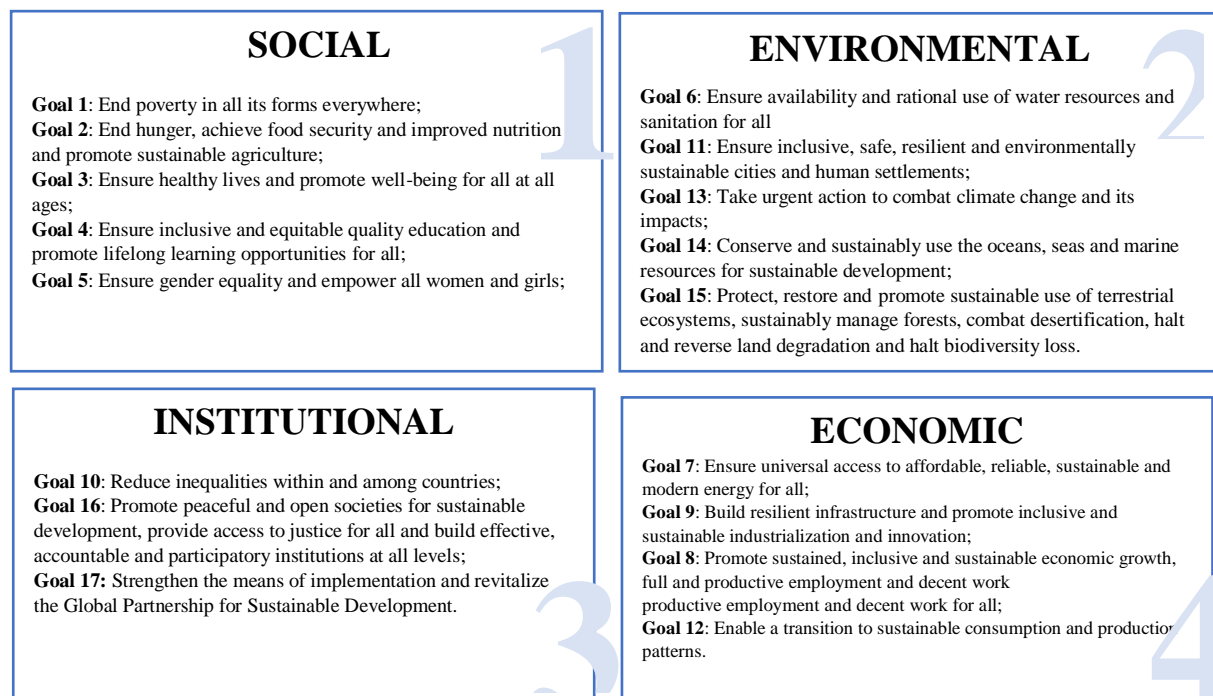 SOCIAL
1
Goal 1: End poverty in all its forms everywhere;
Goal 2: End hunger, achieve food security and improved nutrition
and promote sustainable agriculture;
Goal 3: Ensure healthy lives and promote well-being for all at all
ages;
Goal 4: Ensure inclusive and equitable quality education and
promote lifelong learning opportunities for all;
Goal 5: Ensure gender equality and empower all women and girls;
ENVIRONMENTAL
2
Goal 6: Ensure availability and rational use of water resources and
sanitation for all
Goal 11: Ensure inclusive, safe, resilient and environmentally
sustainable cities and human settlements;
Goal 13: Take urgent action to combat climate change and its
impacts;
Goal 14: Conserve and sustainably use the oceans, seas and marine
resources for sustainable development;
Goal 15: Protect, restore and promote sustainable use of terrestrial
ecosystems, sustainably manage forests, combat desertification, halt
and reverse land degradation and halt biodiversity loss.
INSTITUTIONAL
Goal 10: Reduce inequalities within and among countries;
Goal 16: Promote peaceful and open societies for sustainable
development, provide access to justice for all and build effective,
accountable and participatory institutions at all levels;
Goal 17: Strengthen the means of implementation and revitalize
the Global Partnership for Sustainable Development.
3
ECONOMIC
Goal 7: Ensure universal access to affordable, reliable, sustainable and
modern energy for all;
Goal 9: Build resilient infrastructure and promote inclusive and
sustainable industrialization and innovation;
Goal 8: Promote sustained, inclusive and sustainable economic growth,
full and productive employment and decent work
productive employment and decent work for all;
Goal 12: Enable a transition to sustainable consumption and production
patterns.
4